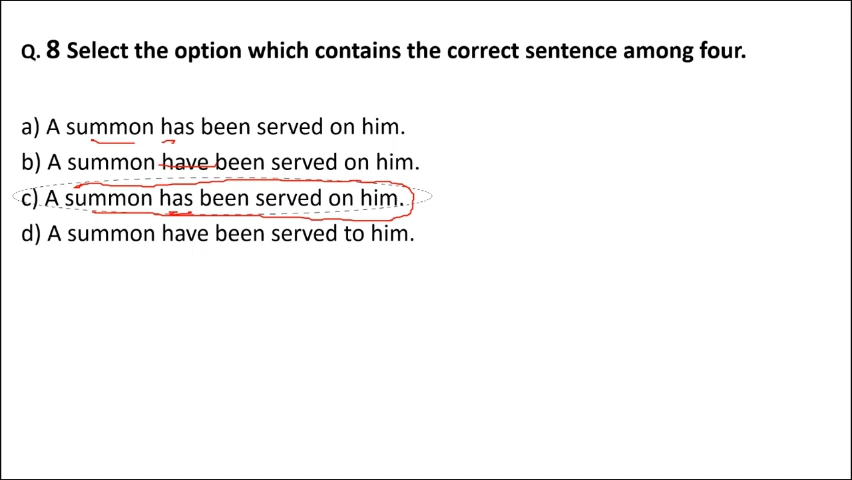 Q. 8 Select the option which contains the correct sentence among four.
a) A summon has been served on him.
b) A summon have been served on him.
c) A summon has been served on him.
d) A summon have been served to him.